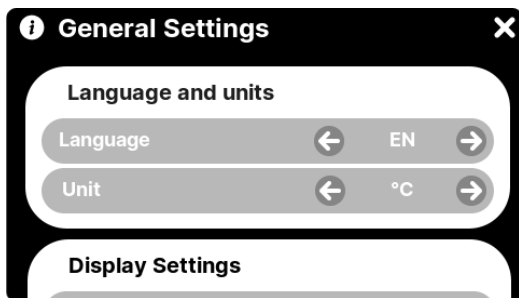 General Settings
Language and units
Language EN
Unit °C
Display Settings